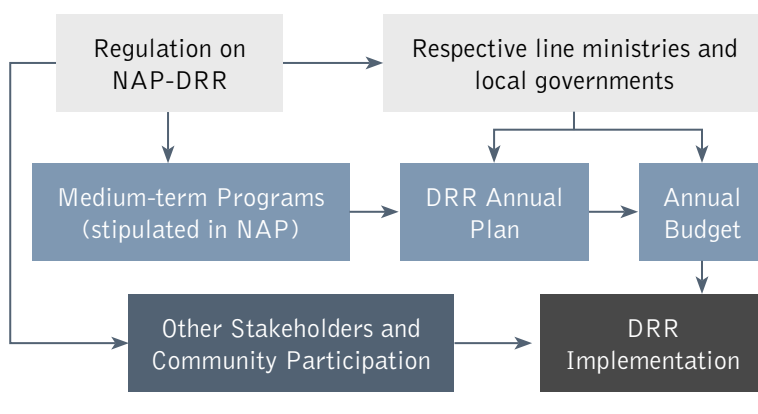 Regulation on
NAP-DRR
Respective line ministries and
local governments
Medium-term Programs
(stipulated in NAP)
DRR Annual
Plan
Annual
Budget
Other Stakeholders and
Community Participation
DRR
Implementation